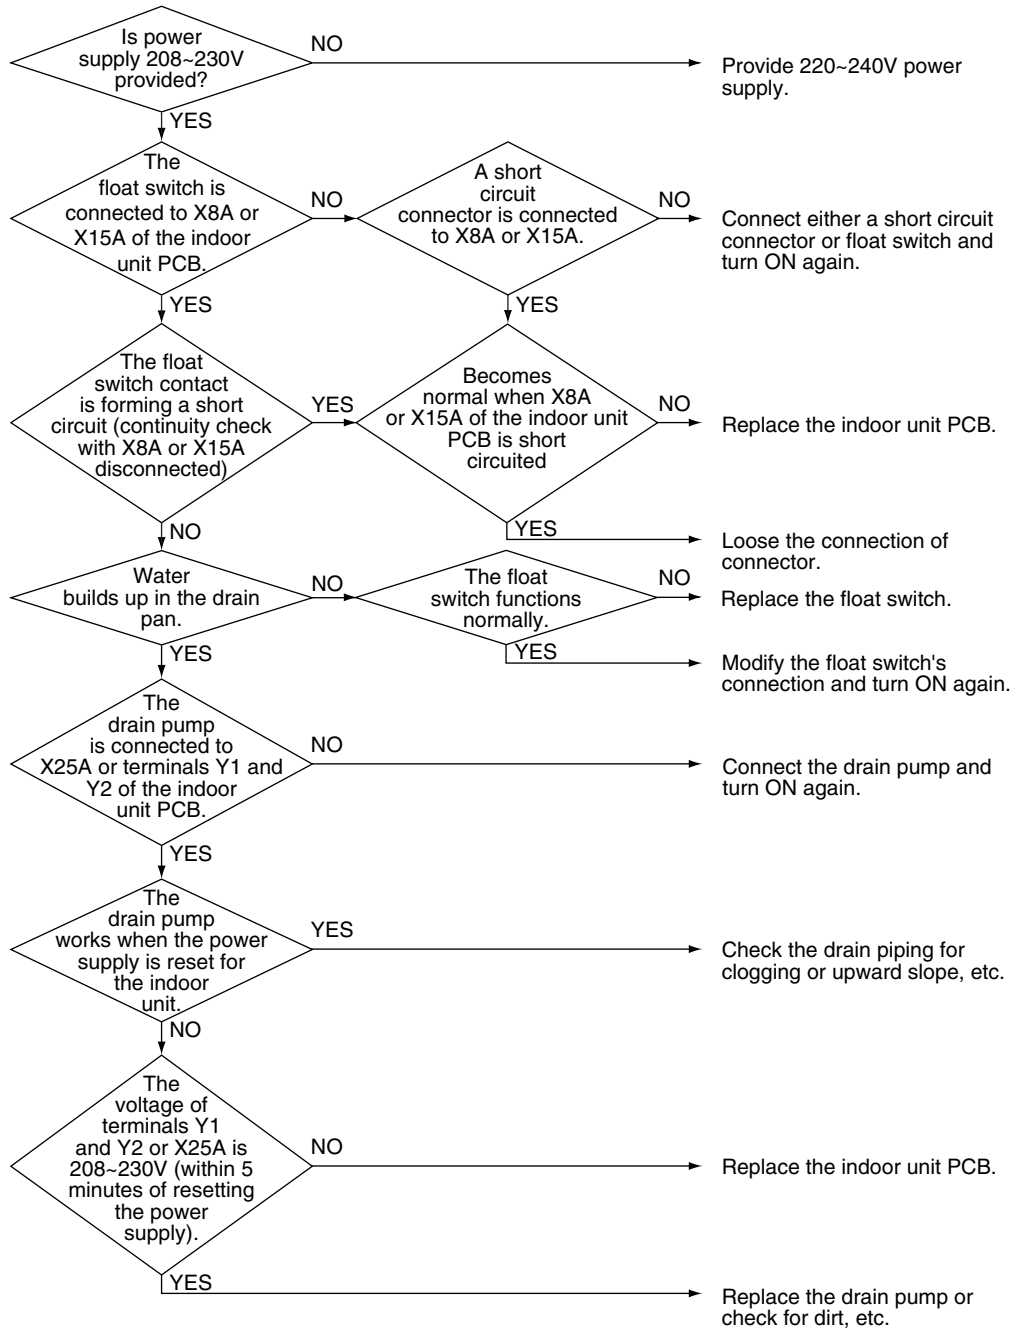 Is power
supply 208~230V
provided?
NO
Provide 220~240V power
supply.
YES
The
float switch is
connected to X8A or
X15A of the indoor
unit PCB.
NO
A short
circuit
connector is connected
to X8A or X15A.
NO
Connect either a short circuit
connector or float switch and
turn ON again.
YES
YES
The float
switch contact
is forming a short
circuit (continuity check
with X8A or X15A
disconnected)
YES
Becomes
normal when X8A
or X15A of the indoor unit
PCB is short
circuited
NO
Replace the indoor unit PCB.
NO
YES
Loose the connection of
connector.
Water
builds up in the drain
pan.
NO
The float
switch functions
normally.
NO
Replace the float switch.
YES
YES
Modify the float switch's
connection and turn ON again.
The
drain pump
is connected to
X25A or terminals Y1 and
Y2 of the indoor
unit PCB.
NO
Connect the drain pump and
turn ON again.
YES
The
drain pump
works when the power
supply is reset for
the indoor
unit.
YES
Check the drain piping for
clogging or upward slope, etc.
NO
The
voltage of
terminals Y1
and Y2 or X25A is
208~230V (within 5
minutes of resetting
the power
supply).
NO
Replace the indoor unit PCB.
YES
Replace the drain pump or
check for dirt, etc.